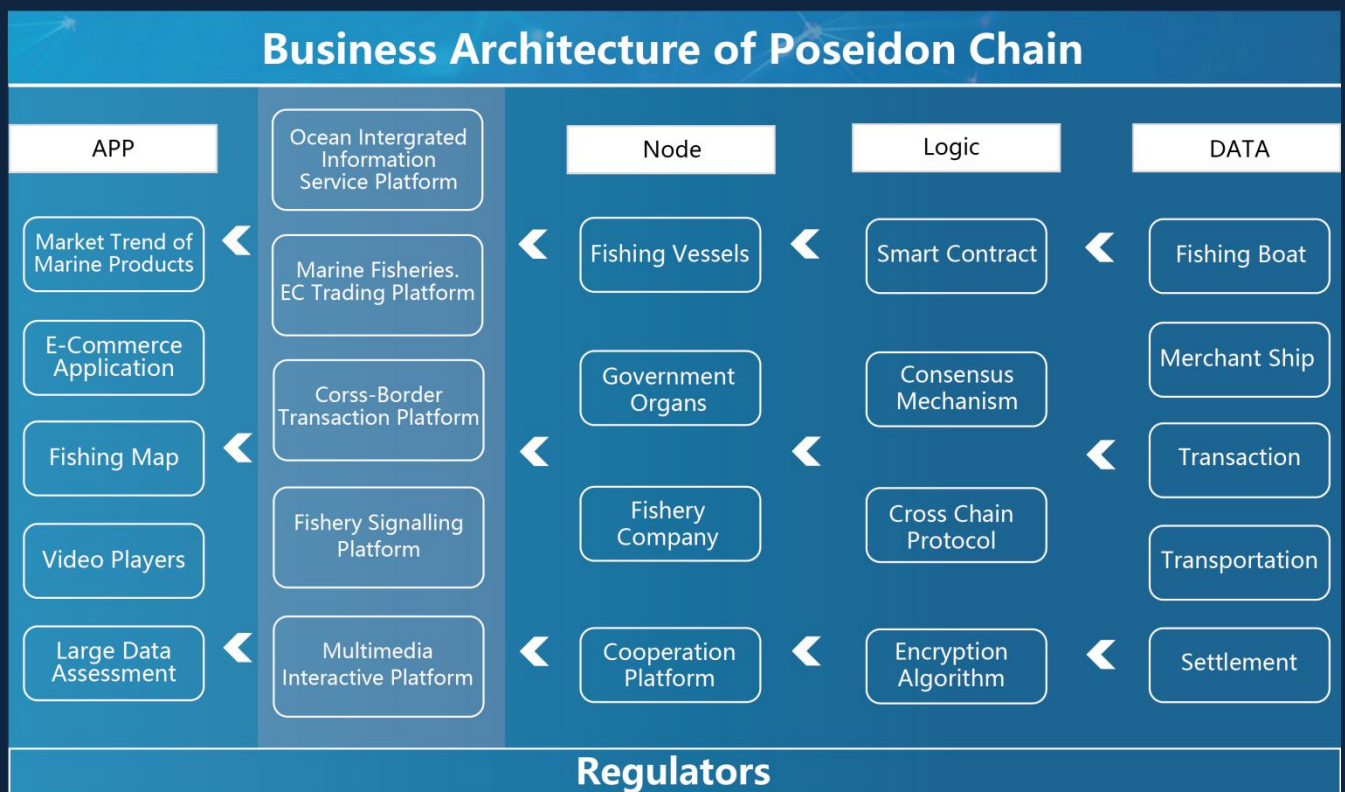 Business Architecture of Poseidon Chain
APP
Market Trend of
Marine Products
E-Commerce
Application
Fishing Map
Video Players
Large Data
Assessment
Ocean Intergrated
Information
Service Platform
Marine Fisheries.
EC Trading Platform
Corss-Border
Transaction Platform
Fishery Signalling
Platform
Multimedia
Interactive Platform
Node
Fishing Vessels
Government
Organs
Fishery
Company
Cooperation
Platform
Logic
Smart Contract
Consensus
Mechanism
Cross Chain
Protocol
Encryption
Algorithm
DATA
Fishing Boat
Merchant Ship
Transaction
Transportation
Settlement
Regulators